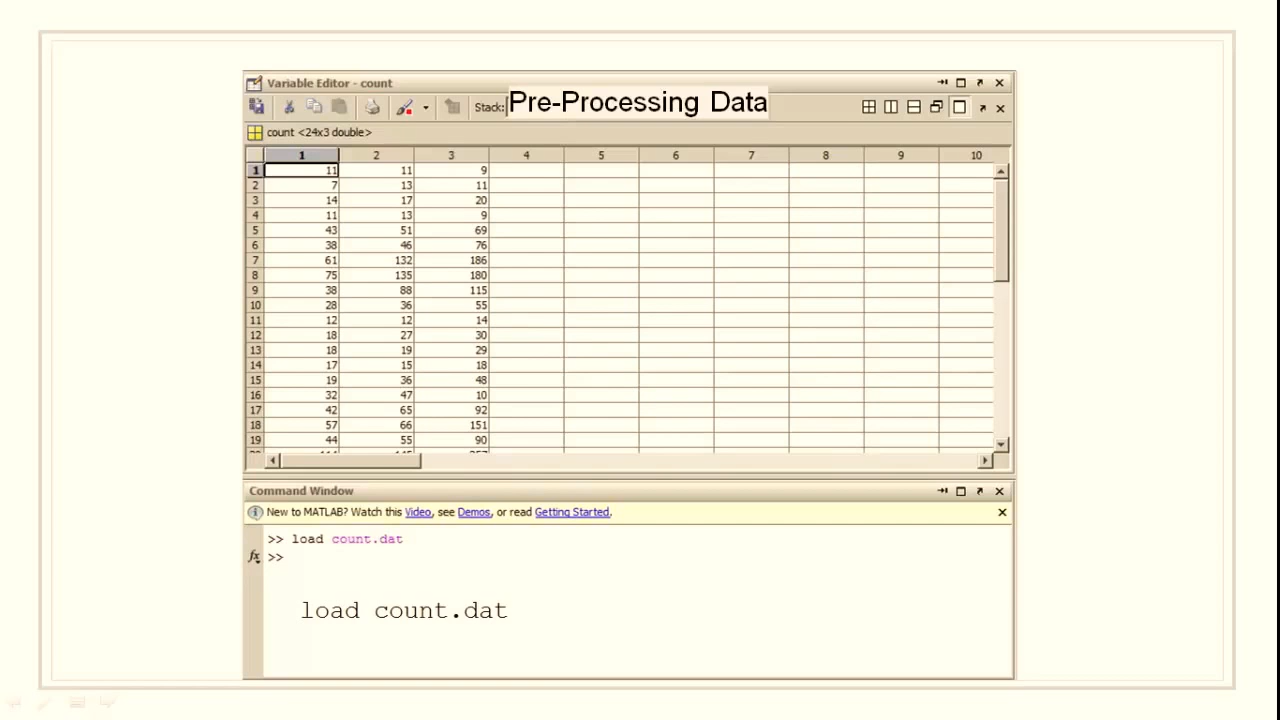 Variable Editor - count
Stack: Pre-Processing Data
count <24x3 double>
1 2 3 4 5 6 7 8 9 10
1 11 11 9
2 7 13 11
3 14 17 20
4 11 13 9
5 43 51 69
6 38 46 76
7 61 132 186
8 75 135 180
9 38 88 115
10 28 36 55
11 12 12 14
12 18 27 30
13 18 19 29
14 17 15 18
15 19 36 48
16 32 47 10
17 42 65 92
18 57 66 151
19 44 55 90
Command Window
New to MATLAB? Watch this Video, see Demos, or read Getting Started.
>> load count.dat
fx >>
load count.dat